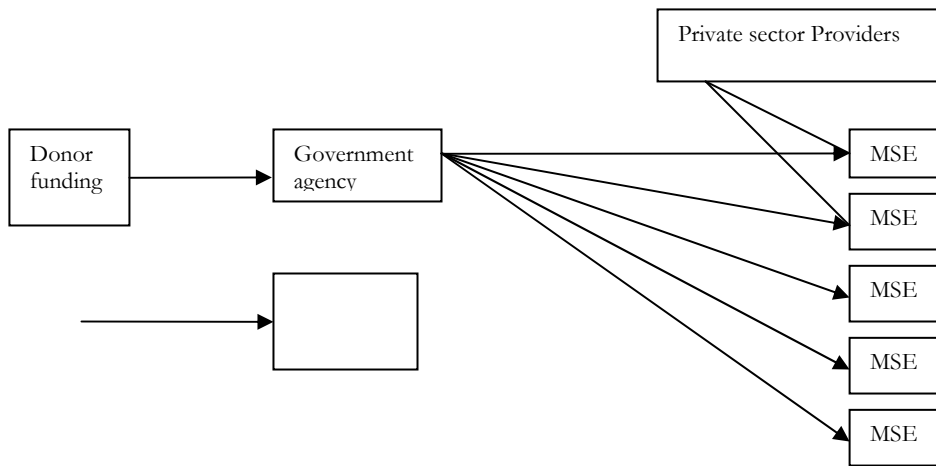 Private sector Providers
Donor
funding
Government
agency
MSE
MSE
MSE
MSE
MSE